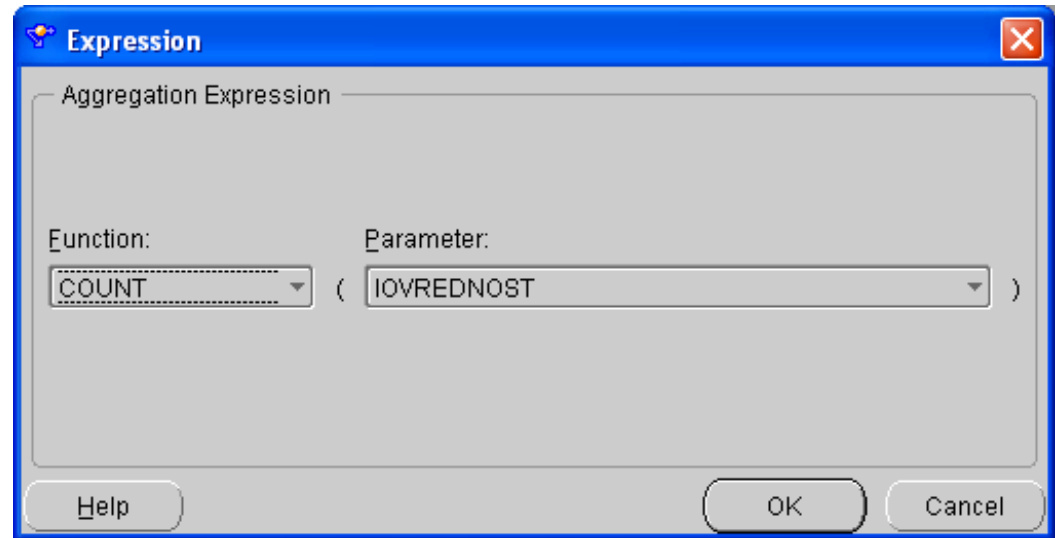 Expression
Aggregation Expression
Function: Parameter:
COUNT ( IOVREDNOST )
Help OK Cancel